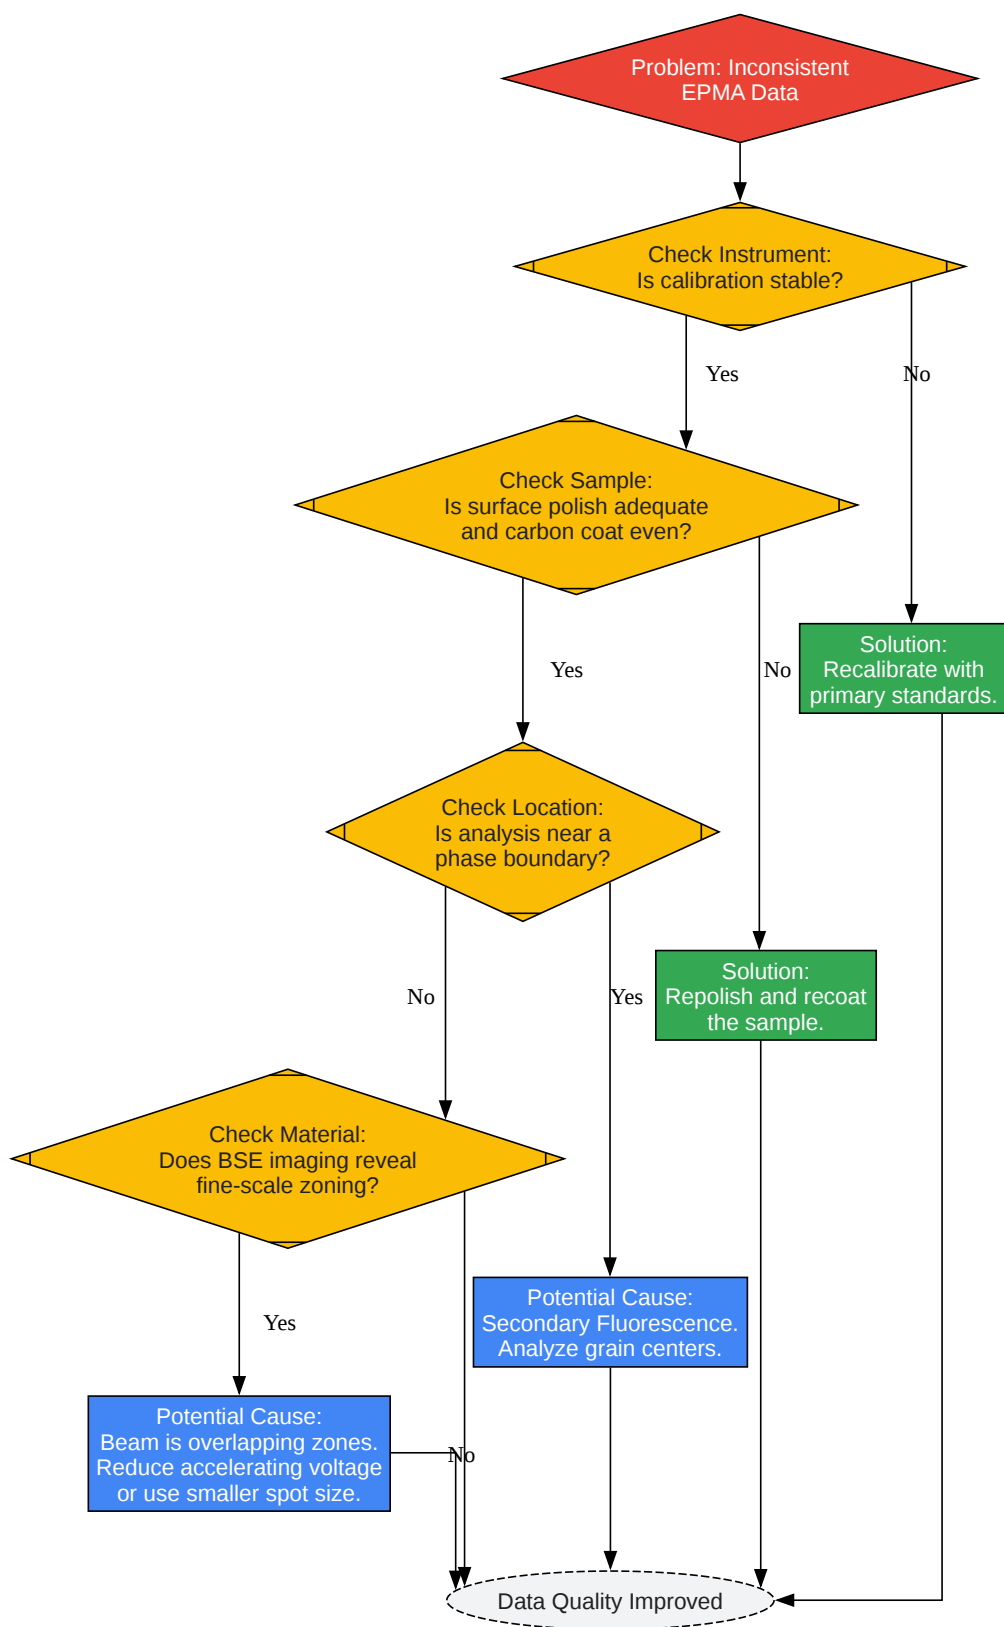 Problem: Inconsistent
EPMA Data
Check Instrument:
Is calibration stable?
Yes
No
Check Sample:
Is surface polish adequate
and carbon coat even?
Solution:
Recalibrate with
primary standards.
Yes
No
Check Location:
Is analysis near a
phase boundary?
Solution:
Repolish and recoat
the sample.
No
Yes
Check Material:
Does BSE imaging reveal
fine-scale zoning?
Potential Cause:
Secondary Fluorescence.
Analyze grain centers.
Yes
Potential Cause:
Beam is overlapping zones.
Reduce accelerating voltage
or use smaller spot size.
No
Data Quality Improved